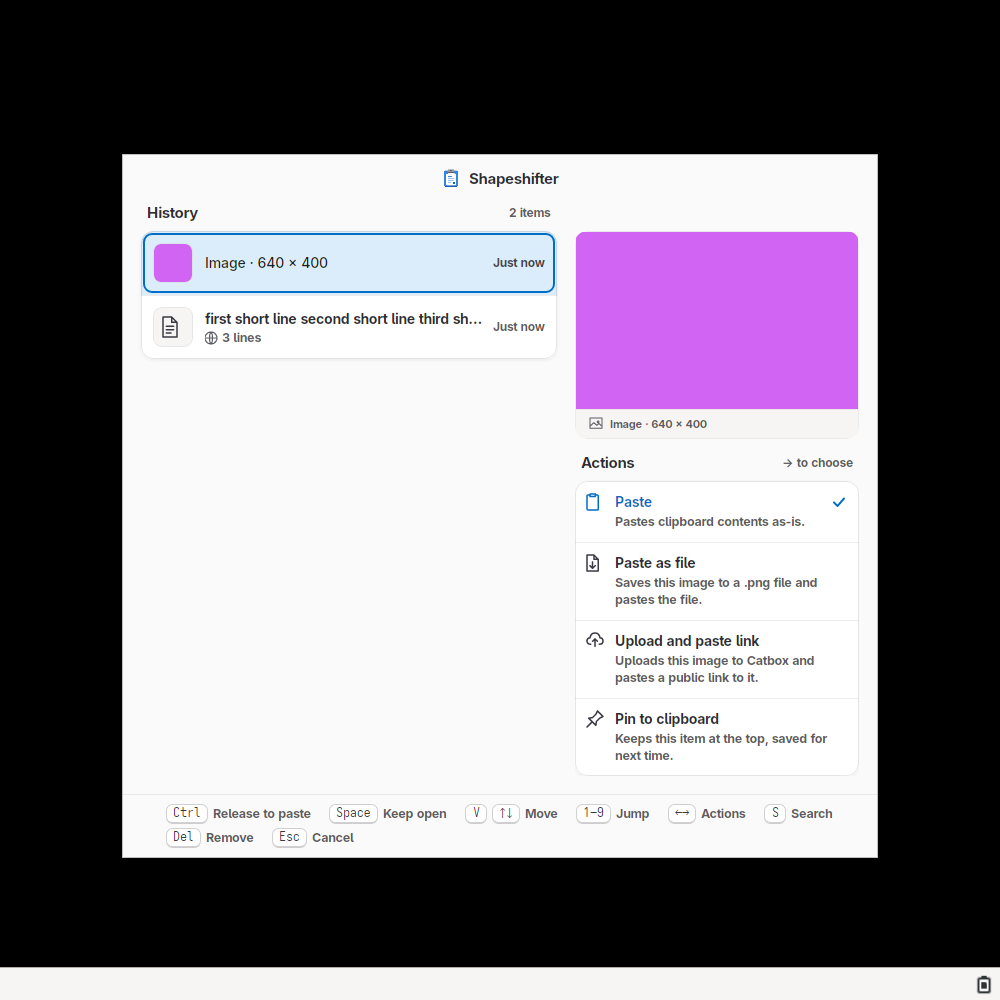 Shapeshifter
History
2 items
Image · 640 × 400
Just now
first short line second short line third sh...
3 lines
Just now
Image · 640 × 400
Actions
→ to choose
Paste
Pastes clipboard contents as-is.
Paste as file
Saves this image to a .png file and
pastes the file.
Upload and paste link
Uploads this image to Catbox and
pastes a public link to it.
Pin to clipboard
Keeps this item at the top, saved for
next time.
Ctrl Release to paste Space Keep open V ↑↓ Move 1–9 Jump ←→ Actions S Search
Del Remove Esc Cancel